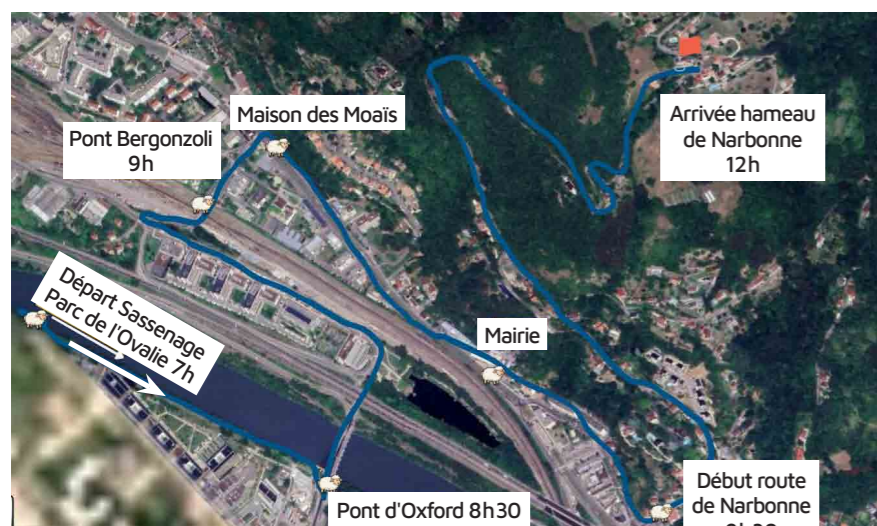 Départ Sassenage
Parc de l'Ovalie 7h
Pont d'Oxford 8h30
Pont Bergonzoli
9h
Maison des Moaïs
Mairie
Début route
de Narbonne
Arrivée hameau
de Narbonne
12h